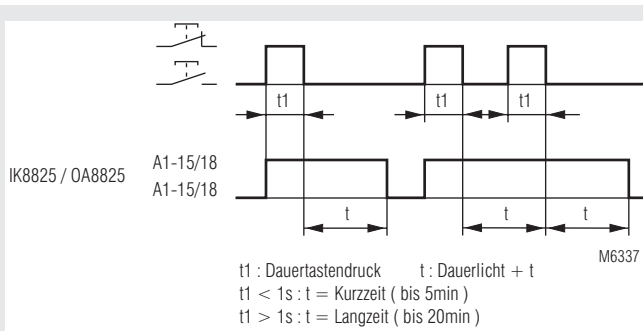 t1 t1 t1
IK8825 / OA8825
A1-15/18
A1-15/18
t t t
M6337
t1 : Dauertastendruck t : Dauerlicht + t
t1 < 1s : t = Kurzzeit ( bis 5min )
t1 > 1s : t = Langzeit ( bis 20min )